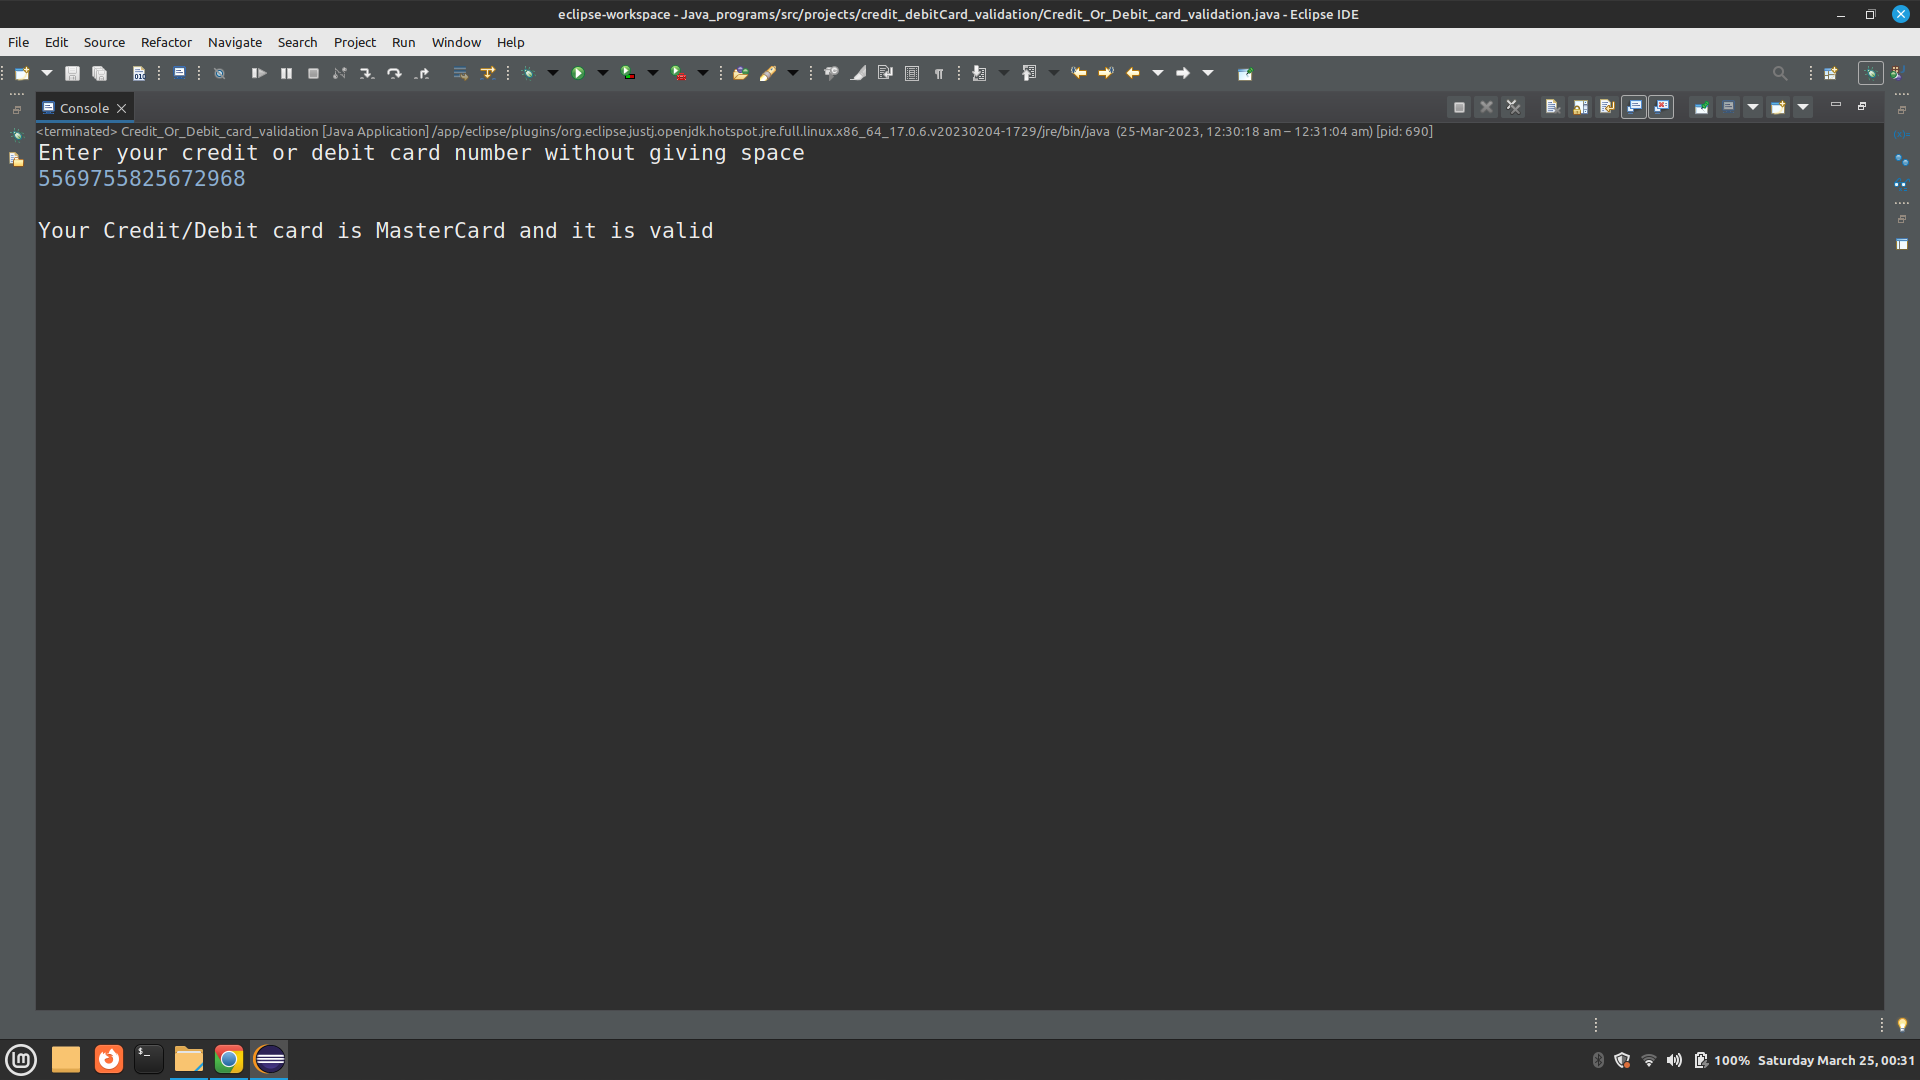 eclipse-workspace - Java_programs/src/projects/credit_debitCard_validation/Credit_Or_Debit_card_validation.java - Eclipse IDE
File Edit Source Refactor Navigate Search Project Run Window Help
Console
<terminated> Credit_Or_Debit_card_validation [Java Application] /app/eclipse/plugins/org.eclipse.justj.openjdk.hotspot.jre.full.linux.x86_64_17.0.6.v20230204-1729/jre/bin/java (25-Mar-2023, 12:30:18 am – 12:31:04 am) [pid: 690]
Enter your credit or debit card number without giving space
5569755825672968
Your Credit/Debit card is MasterCard and it is valid
100% Saturday March 25, 00:31